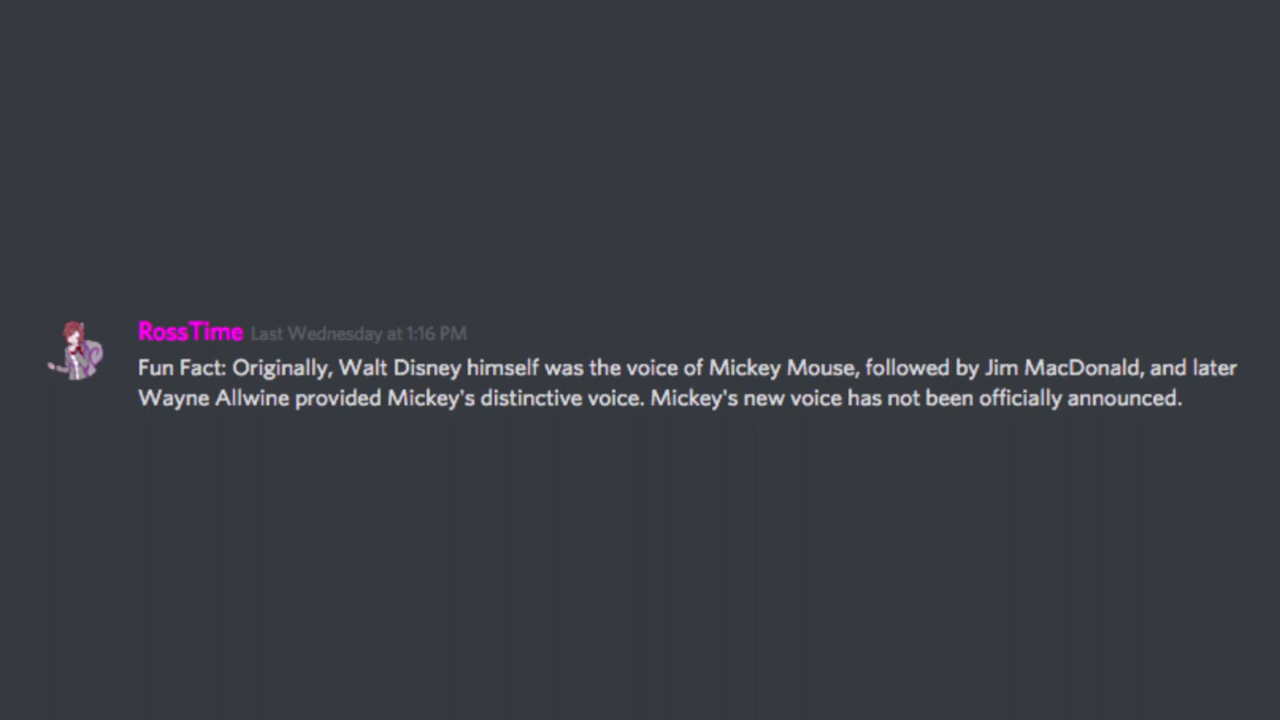 RossTime Last Wednesday at 1:16 PM
Fun Fact: Originally, Walt Disney himself was the voice of Mickey Mouse, followed by Jim MacDonald, and later
Wayne Allwine provided Mickey's distinctive voice. Mickey's new voice has not been officially announced.